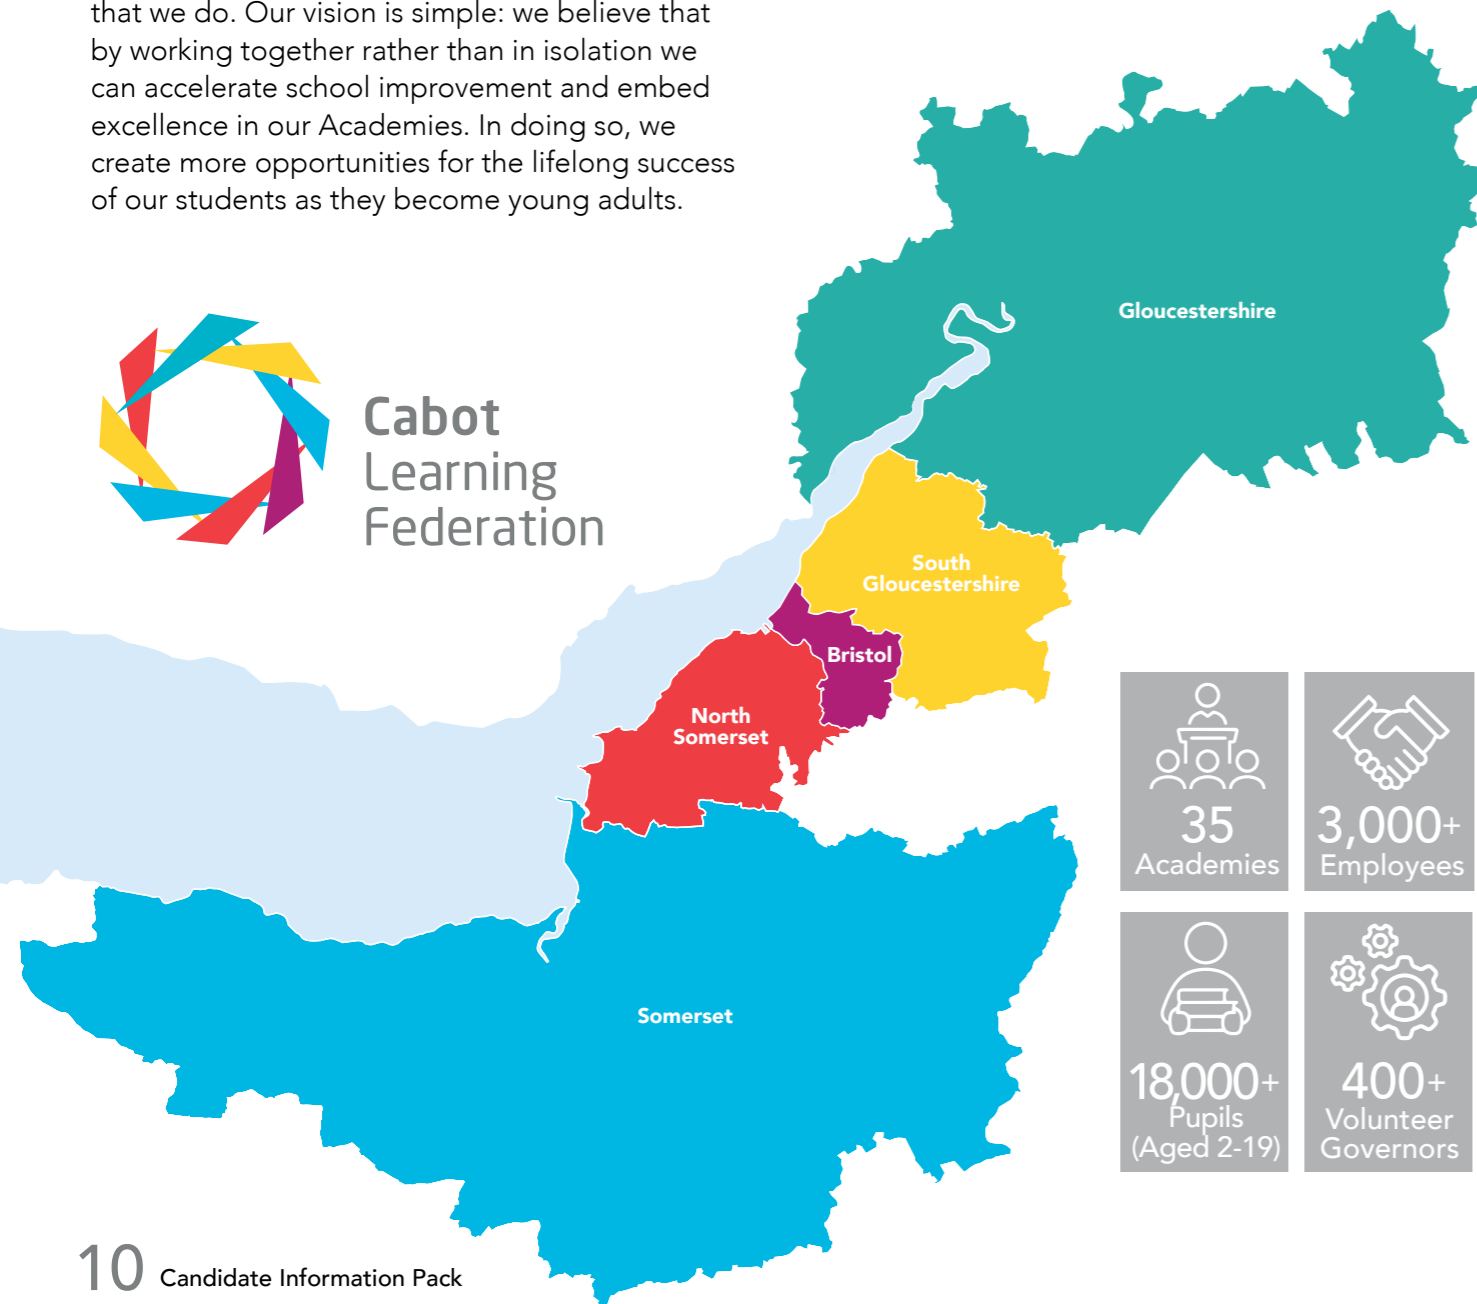 that we do. Our vision is simple: we believe that
by working together rather than in isolation we
can accelerate school improvement and embed
excellence in our Academies. In doing so, we
create more opportunities for the lifelong success
of our students as they become young adults.
Cabot
Learning
Federation
Gloucestershire
South
Gloucestershire
Bristol
North
Somerset
Somerset
35
Academies
3,000+
Employees
18,000+
Pupils
(Aged 2-19)
400+
Volunteer
Governors
10 Candidate Information Pack